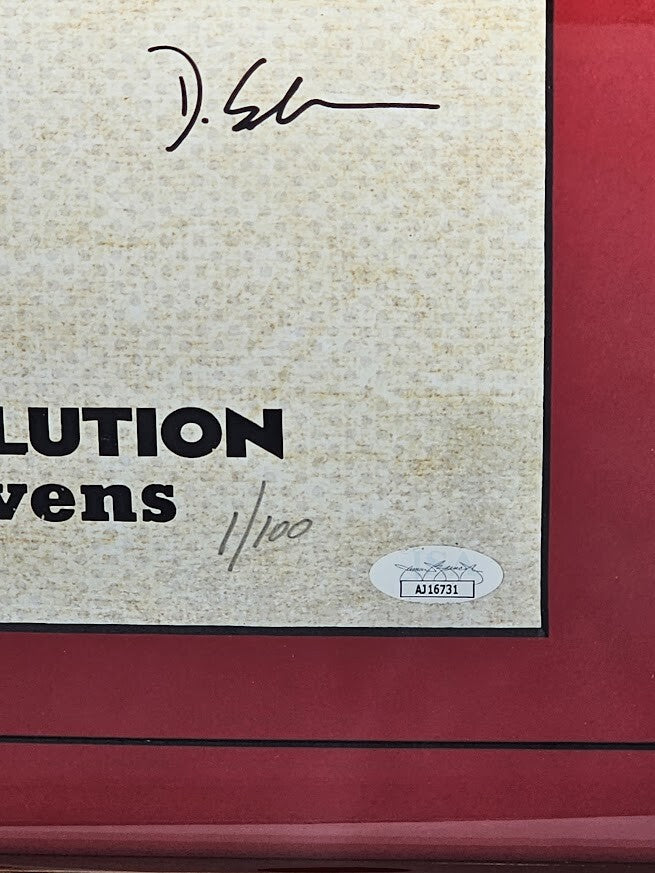 LUTION
vens
1/100
AJ16731